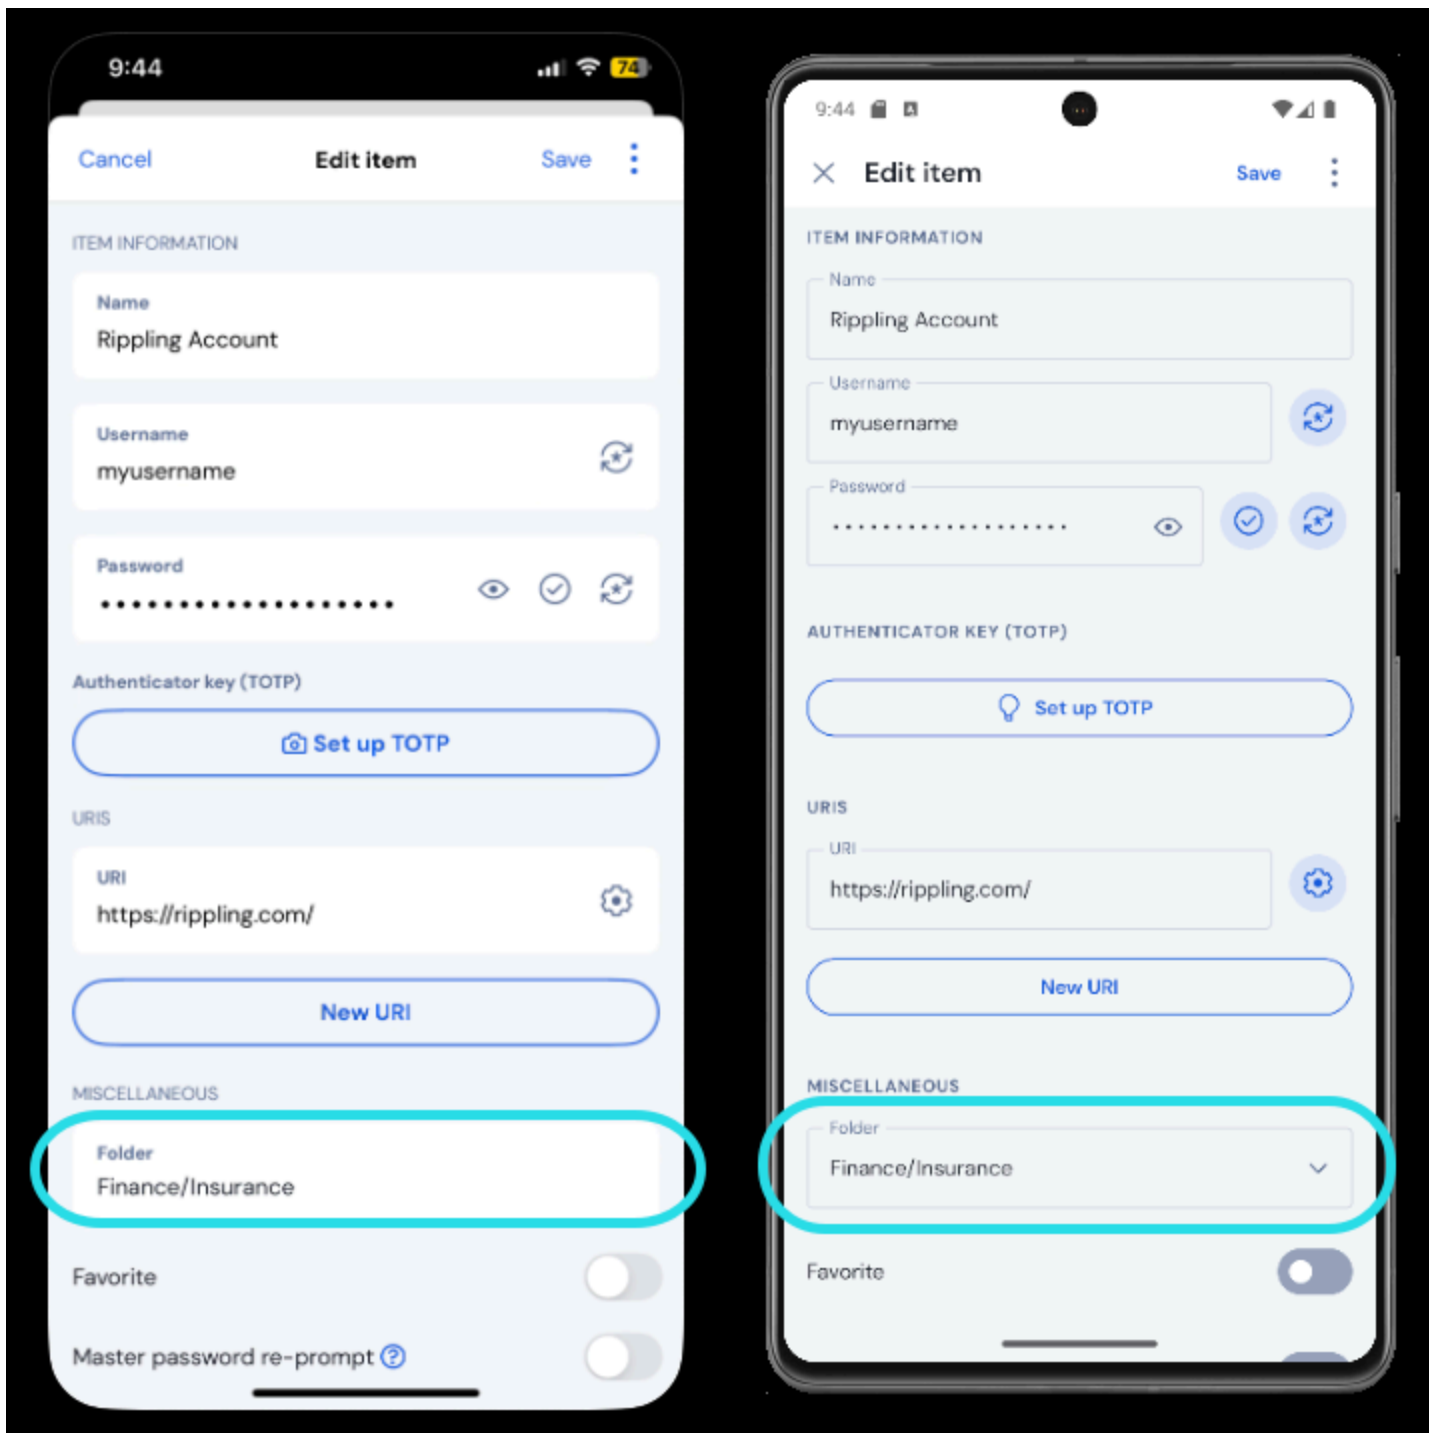 9:44
74
Cancel
Edit item
Save
ITEM INFORMATION
Name
Rippling Account
Username
myusername
Password
Authenticator key (TOTP)
Set up TOTP
URIS
URI
https://rippling.com/
New URI
MISCELLANEOUS
Folder
Finance/Insurance
Favorite
Master password re-prompt
9:44
Edit item
Save
ITEM INFORMATION
Name
Rippling Account
Username
myusername
Password
AUTHENTICATOR KEY (TOTP)
Set up TOTP
URIS
URI
https://rippling.com/
New URI
MISCELLANEOUS
Folder
Finance/Insurance
Favorite